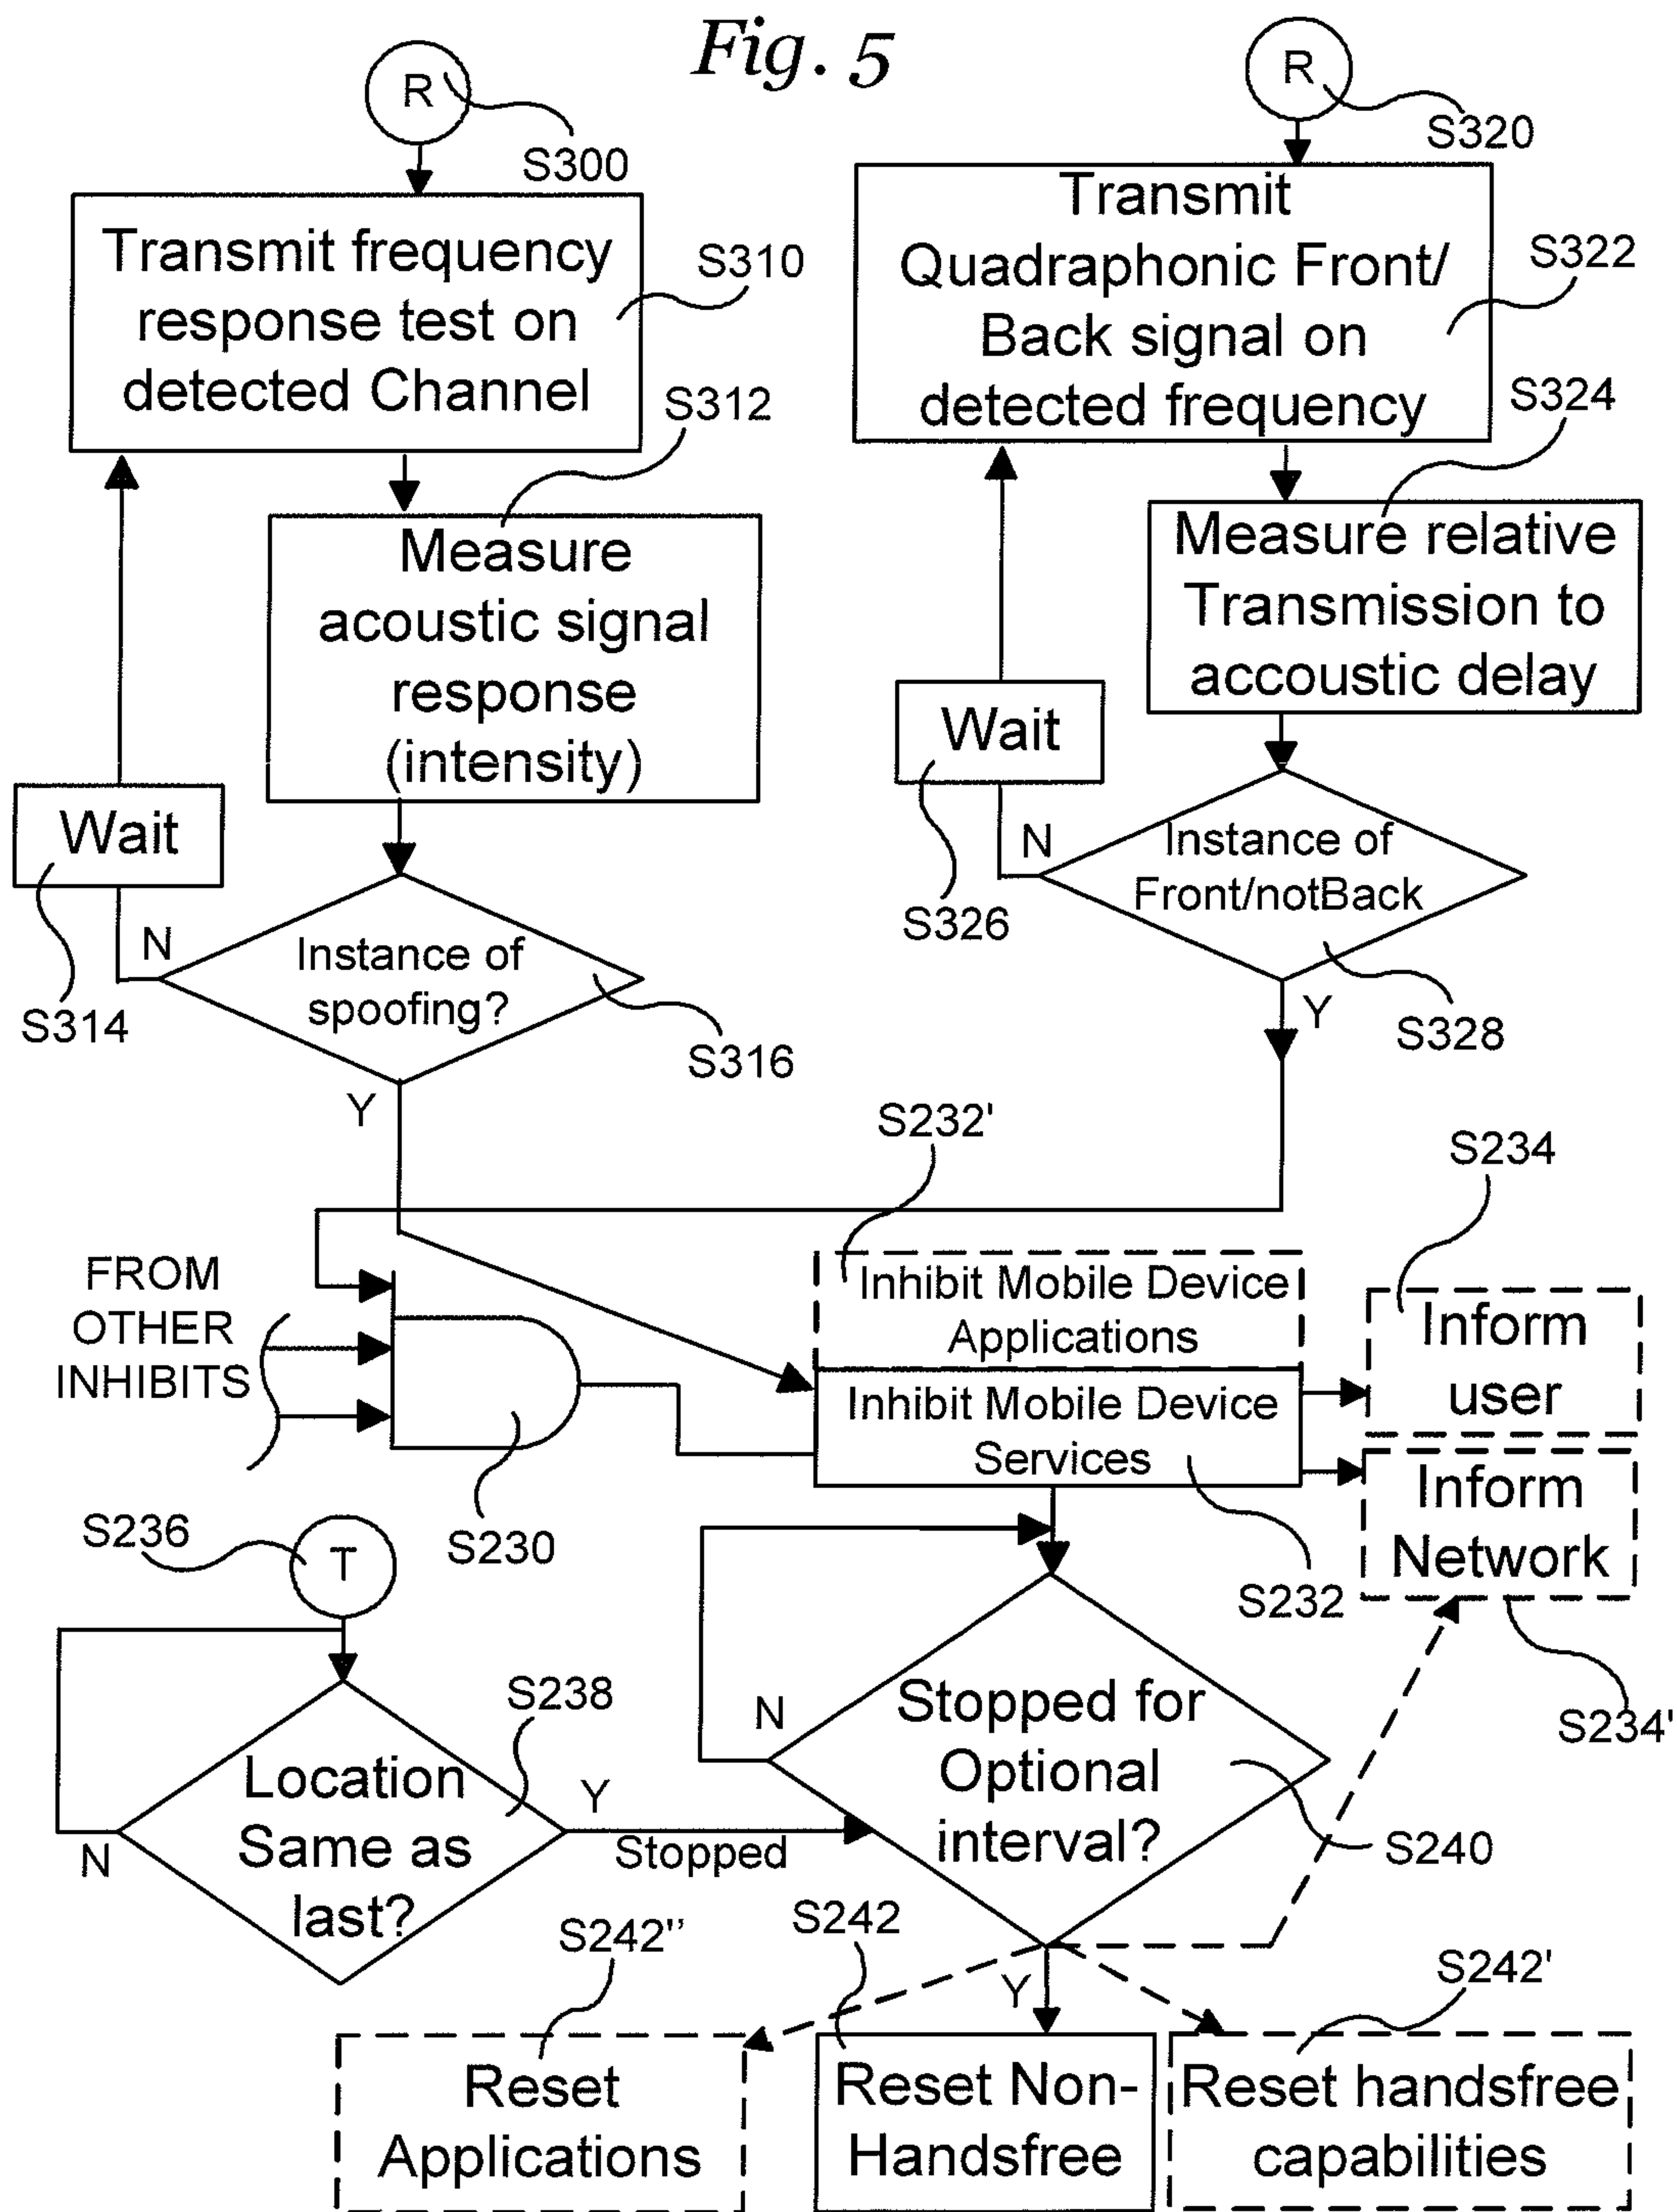 Fig. 5
R
S300
R
S320
Transmit frequency
response test on
detected Channel
S310
Transmit
Quadraphonic Front/
Back signal on
detected frequency
S322
S312
S324
Measure
acoustic signal
response
(intensity)
Measure relative
Transmission to
accoustic delay
Wait
S314
Wait
S326
N
Instance of
spoofing?
S316
Y
N
Instance of
Front/notBack
S328
Y
S232'
S234
FROM
OTHER
INHIBITS
Inhibit Mobile Device
Applications
Inhibit Mobile Device
Services
Inform
user
Inform
Network
S236
T
S230
S232
S234'
S238
Location
Same as
last?
N
Y
Stopped
N
Stopped for
Optional
interval?
S240
S242''
S242
Y
S242'
Reset
Applications
Reset Non-
Handsfree
Reset handsfree
capabilities